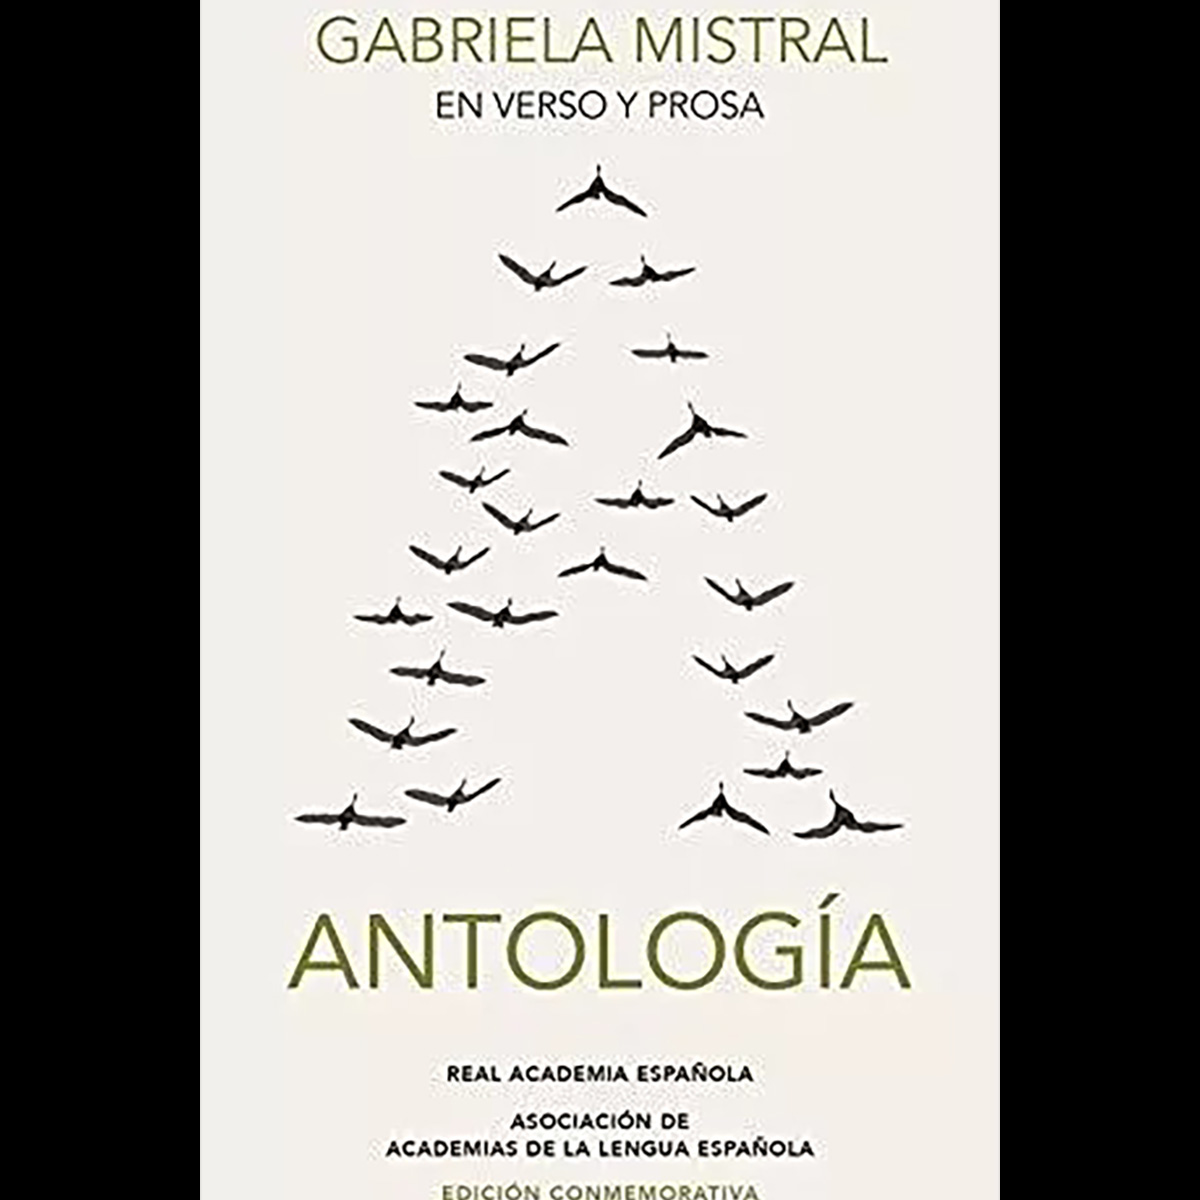 GABRIELA MISTRAL
EN VERSO Y PROSA
ANTOLOGÍA
REAL ACADEMIA ESPAÑOLA
ASOCIACIÓN DE
ACADEMIAS DE LA LENGUA ESPAÑOLA
EDICIÓN CONMEMORATIVA